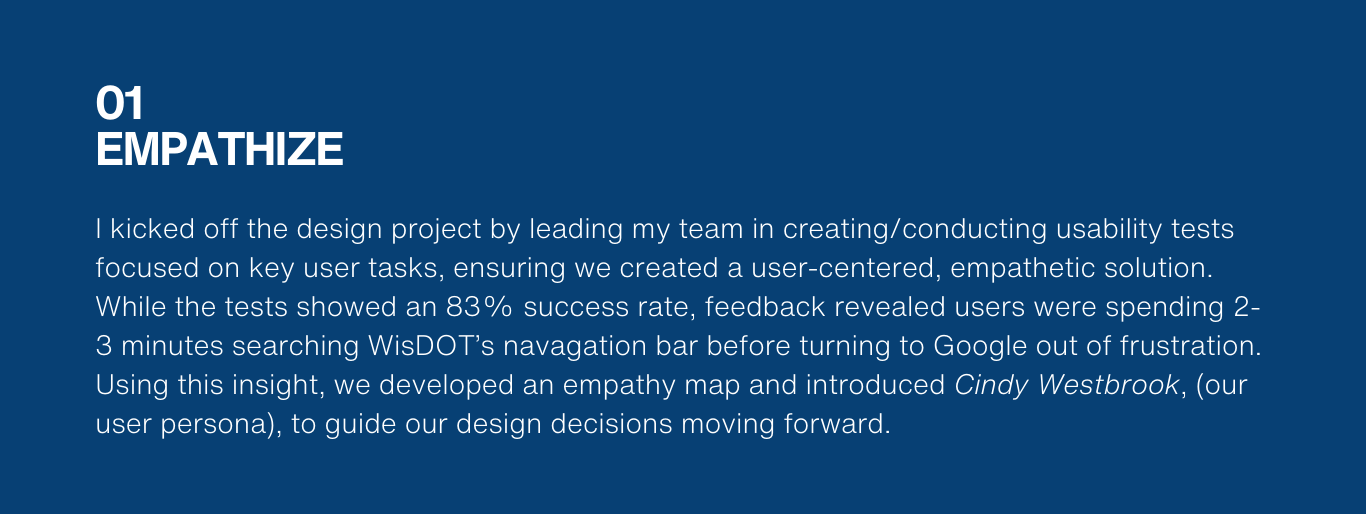 01
EMPATHIZE
I kicked off the design project by leading my team in creating/conducting usability tests
focused on key user tasks, ensuring we created a user-centered, empathetic solution.
While the tests showed an 83% success rate, feedback revealed users were spending 2-
3 minutes searching WisDOT’s navagation bar before turning to Google out of frustration.
Using this insight, we developed an empathy map and introduced Cindy Westbrook, (our
user persona), to guide our design decisions moving forward.